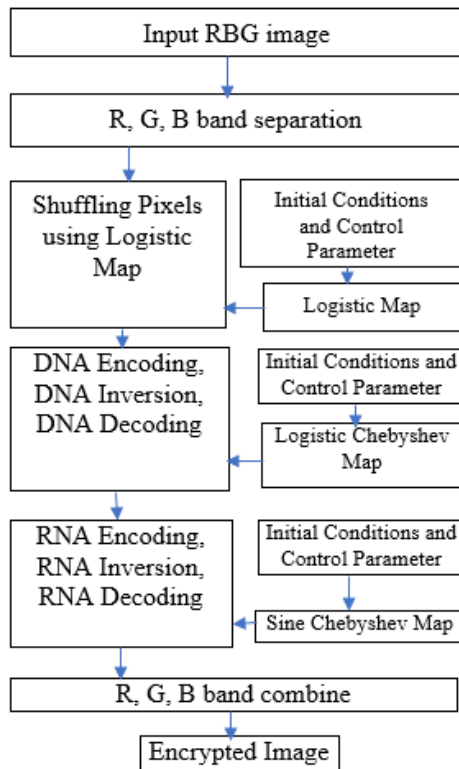 Input RBG image
R, G, B band separation
Shuffling Pixels
using Logistic
Map
Initial Conditions
and Control
Parameter
Logistic Map
DNA Encoding,
DNA Inversion,
DNA Decoding
Initial Conditions and
Control Parameter
Logistic Chebyshev
Map
RNA Encoding,
RNA Inversion,
RNA Decoding
Initial Conditions and
Control Parameter
Sine Chebyshev Map
R, G, B band combine
Encrypted Image